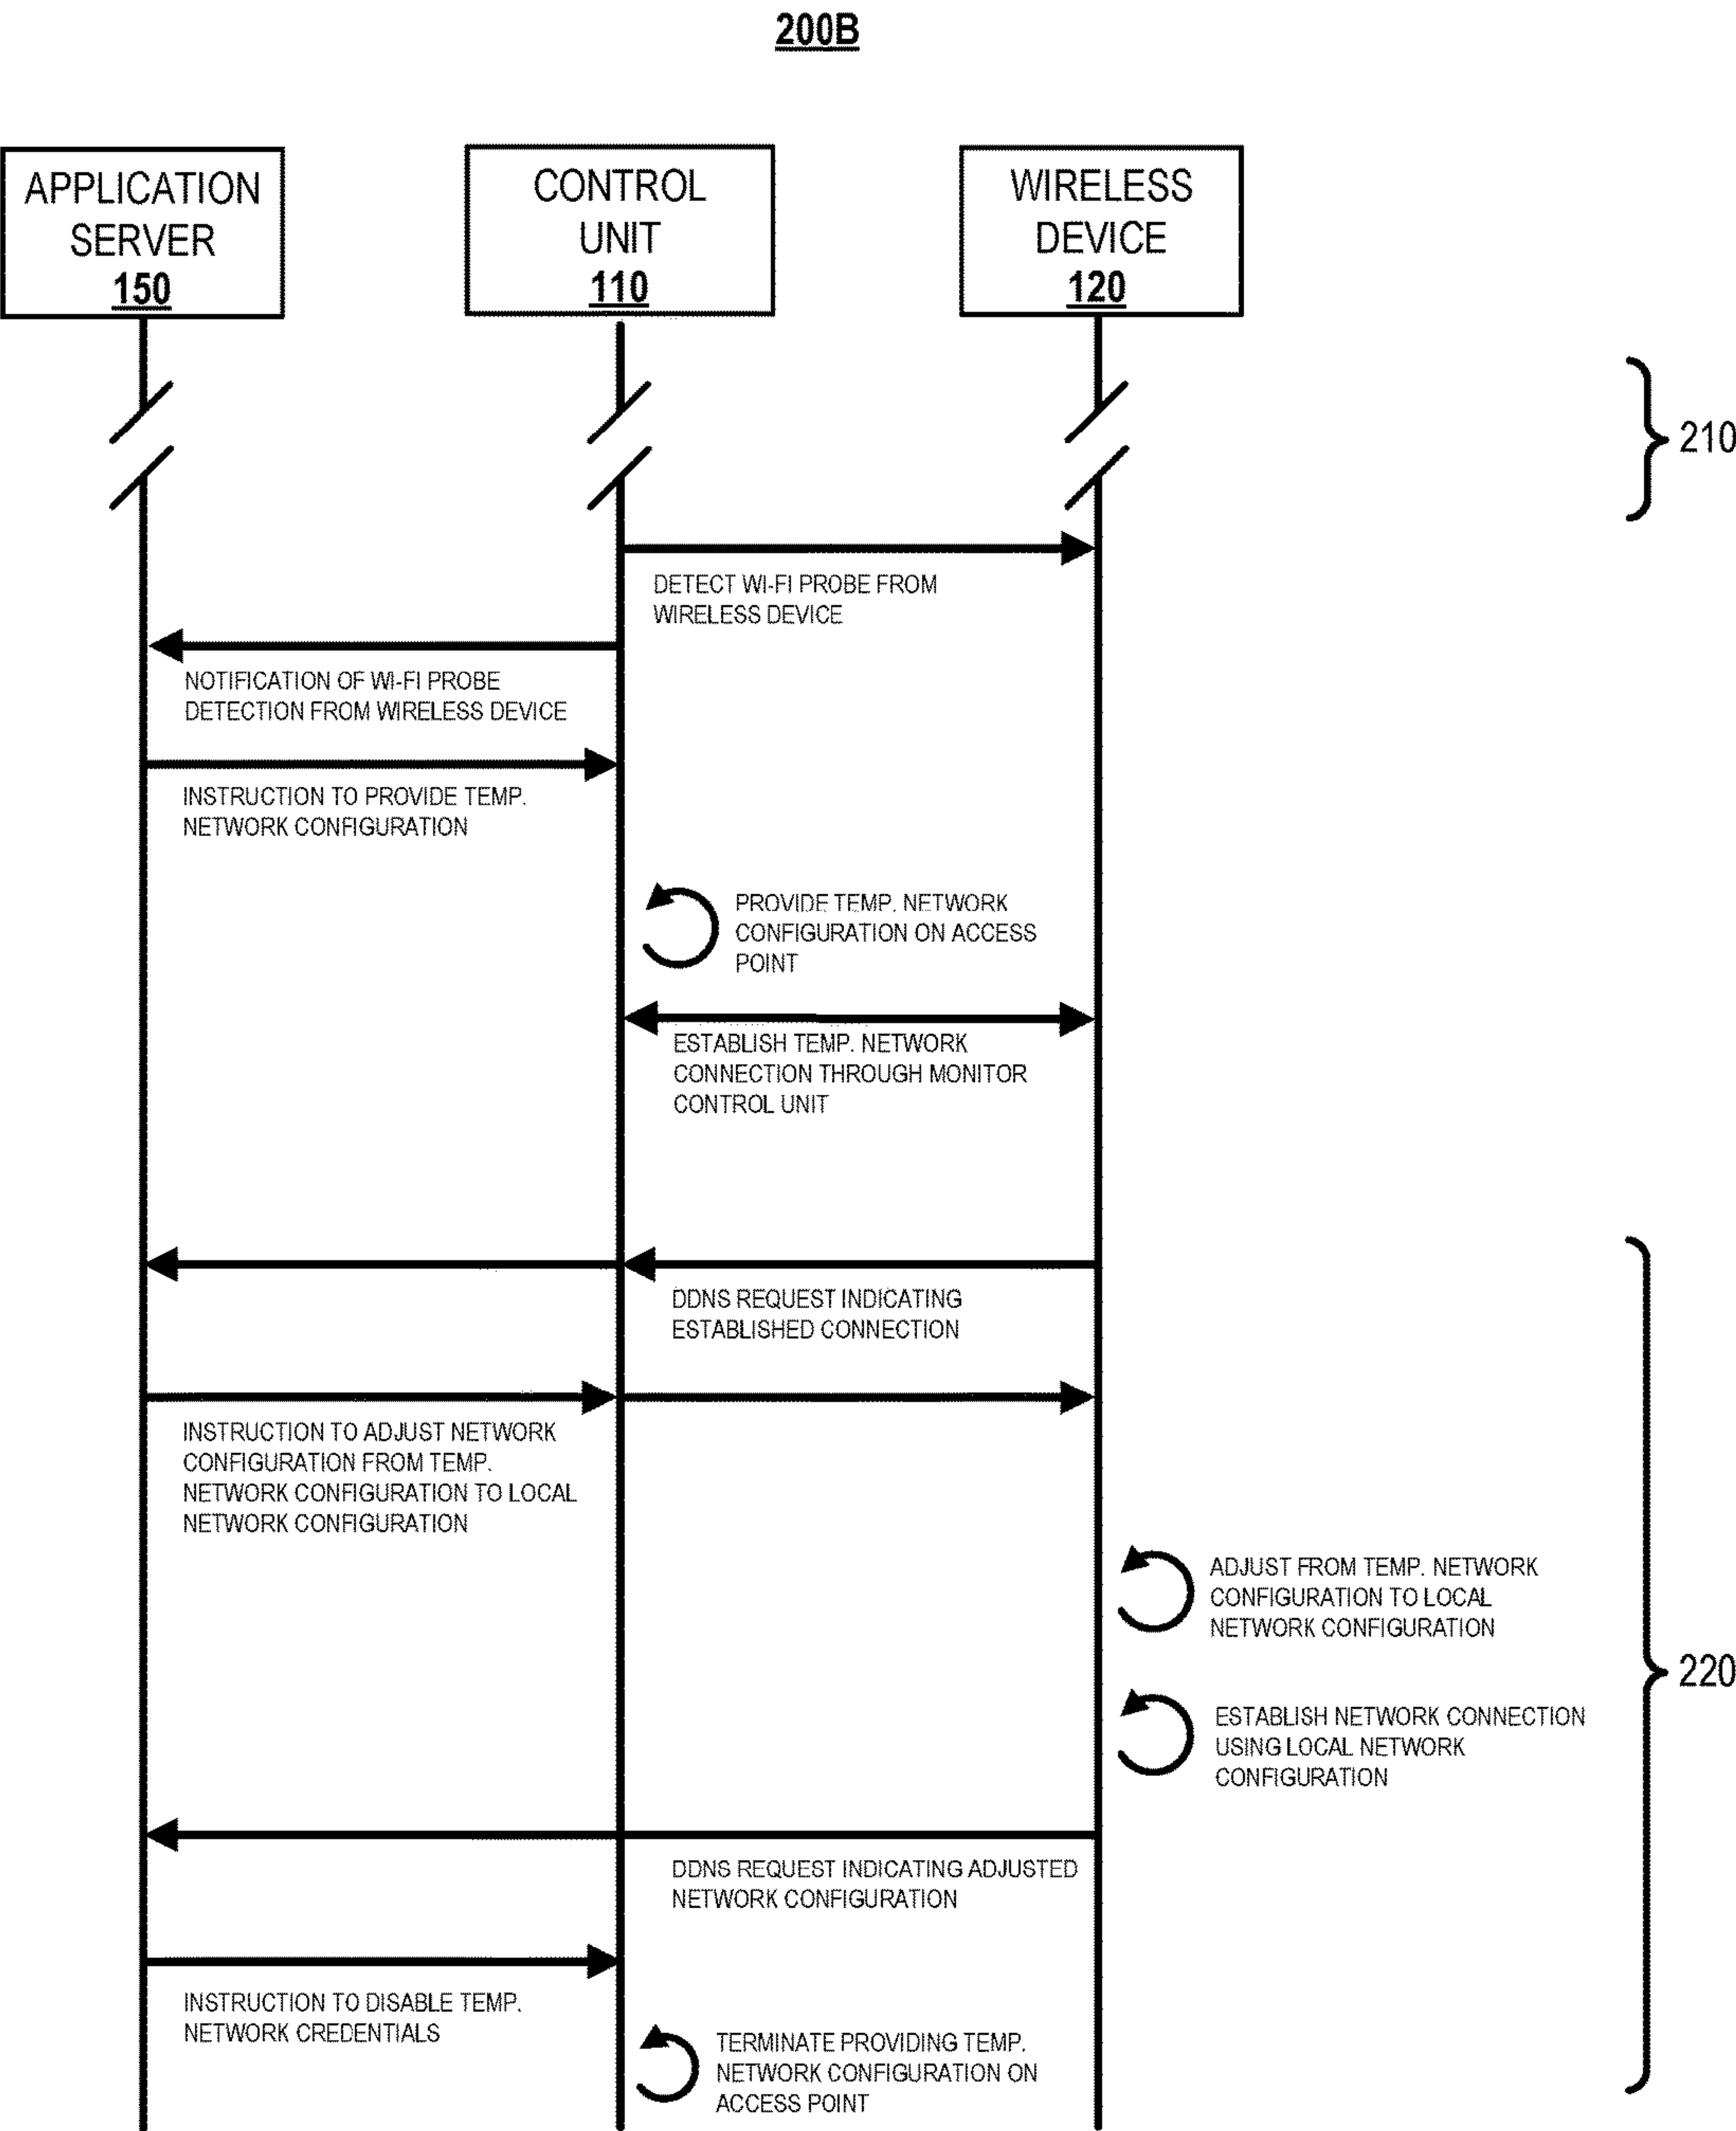 200B
APPLICATION
SERVER
150
CONTROL
UNIT
110
WIRELESS
DEVICE
120
210
DETECT WI-FI PROBE FROM
WIRELESS DEVICE
NOTIFICATION OF WI-FI PROBE
DETECTION FROM WIRELESS DEVICE
INSTRUCTION TO PROVIDE TEMP.
NETWORK CONFIGURATION
PROVIDE TEMP. NETWORK
CONFIGURATION ON ACCESS
POINT
ESTABLISH TEMP. NETWORK
CONNECTION THROUGH MONITOR
CONTROL UNIT
DDNS REQUEST INDICATING
ESTABLISHED CONNECTION
INSTRUCTION TO ADJUST NETWORK
CONFIGURATION FROM TEMP.
NETWORK CONFIGURATION TO LOCAL
NETWORK CONFIGURATION
ADJUST FROM TEMP. NETWORK
CONFIGURATION TO LOCAL
NETWORK CONFIGURATION
220
ESTABLISH NETWORK CONNECTION
USING LOCAL NETWORK
CONFIGURATION
DDNS REQUEST INDICATING ADJUSTED
NETWORK CONFIGURATION
INSTRUCTION TO DISABLE TEMP.
NETWORK CREDENTIALS
TERMINATE PROVIDING TEMP.
NETWORK CONFIGURATION ON
ACCESS POINT